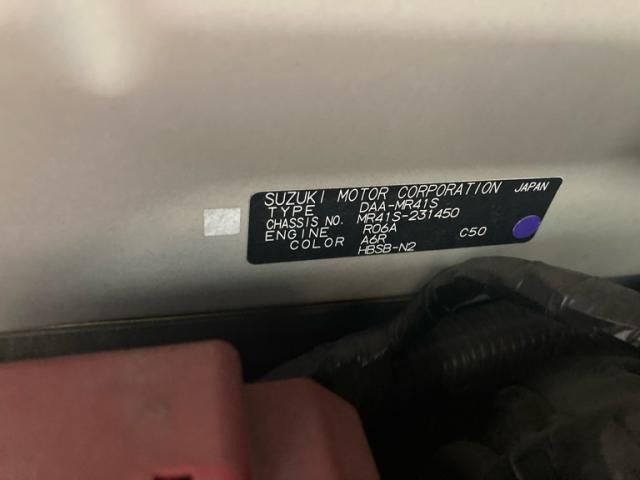 SUZUKI MOTOR CORPORATION JAPAN
TYPE DAA-MR41S
CHASSIS NO. MR41S-231450
ENGINE R06A C50
COLOR A6R
HBSB-N2